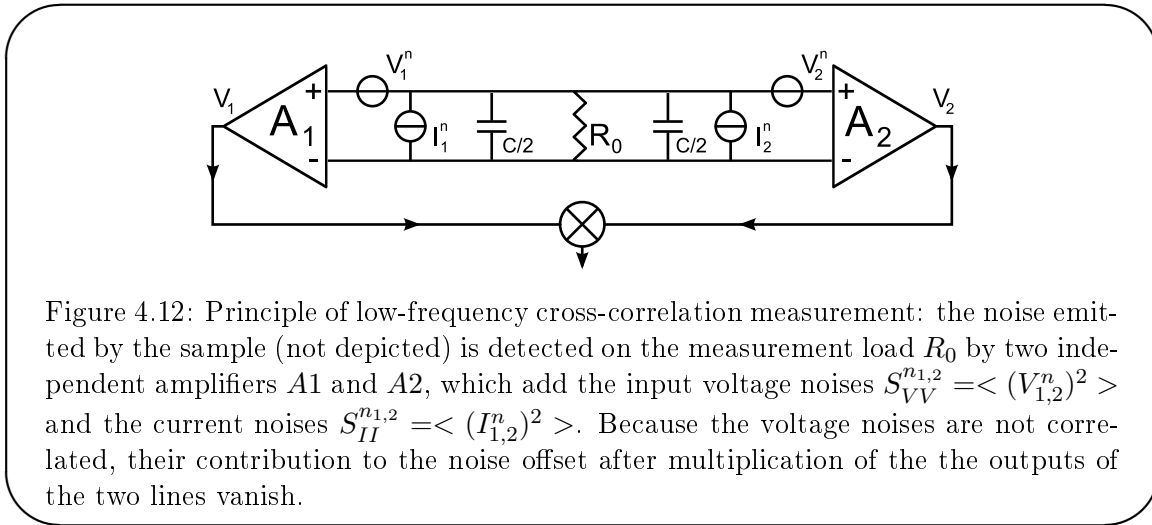 V₁ⁿ V₂ⁿ
V₁ + + V₂
A₁ I₁ⁿ C/2 R₀ C/2 I₂ⁿ A₂
- -
Figure 4.12: Principle of low-frequency cross-correlation measurement: the noise emit-
ted by the sample (not depicted) is detected on the measurement load R₀ by two inde-
pendent amplifiers A1 and A2, which add the input voltage noises S_{VV}^{n_{1,2}} =< (V_{1,2}^n)² >
and the current noises S_{II}^{n_{1,2}} =< (I_{1,2}^n)² >. Because the voltage noises are not corre-
lated, their contribution to the noise offset after multiplication of the the outputs of
the two lines vanish.